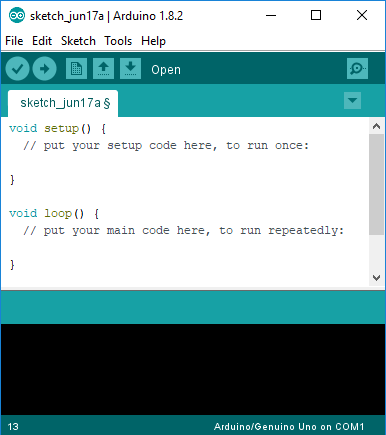 sketch_jun17a | Arduino 1.8.2
File Edit Sketch Tools Help
Open
sketch_jun17a §
void setup() {
  // put your setup code here, to run once:
}
void loop() {
  // put your main code here, to run repeatedly:
}
13 Arduino/Genuino Uno on COM1